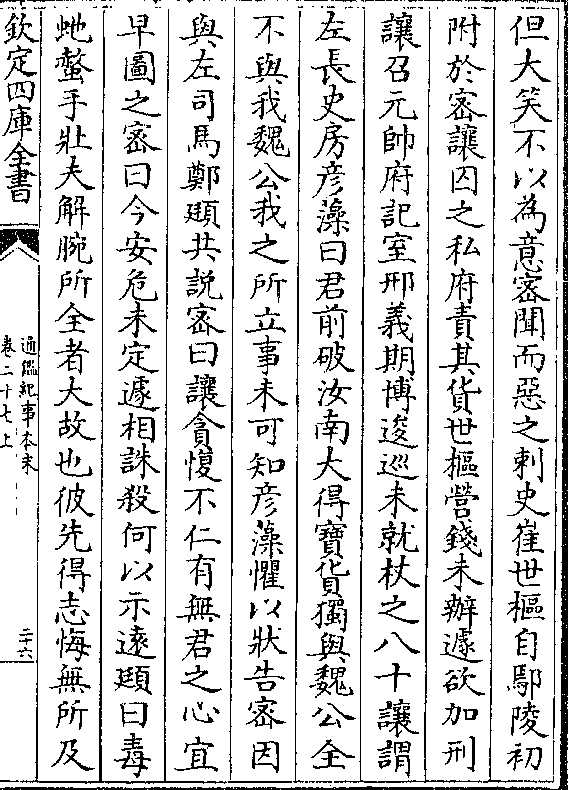 但大笑不以為意密聞而惡之刺史崔世樞自鄢陵初
附於密讓囚之私府責其貨世樞營錢未辦遽欲加刑
讓召元帥府記室邢義期博逡巡未就杖之八十讓謂
左長史房彦藻曰君前破汝南大得寶貨獨與魏公全
不與我魏公我之所立事未可知彦藻懼以狀告密因
與左司馬鄭頲共説密曰讓貪愎不仁有無君之心宜
早圖之密曰今安危未定遽相誅殺何以示遠頲曰毒
虵螫手壯夫解腕所全者大故也彼先得志悔無所及
欽定四庫全書
通鑑紀事本末
卷二十七上
二十六